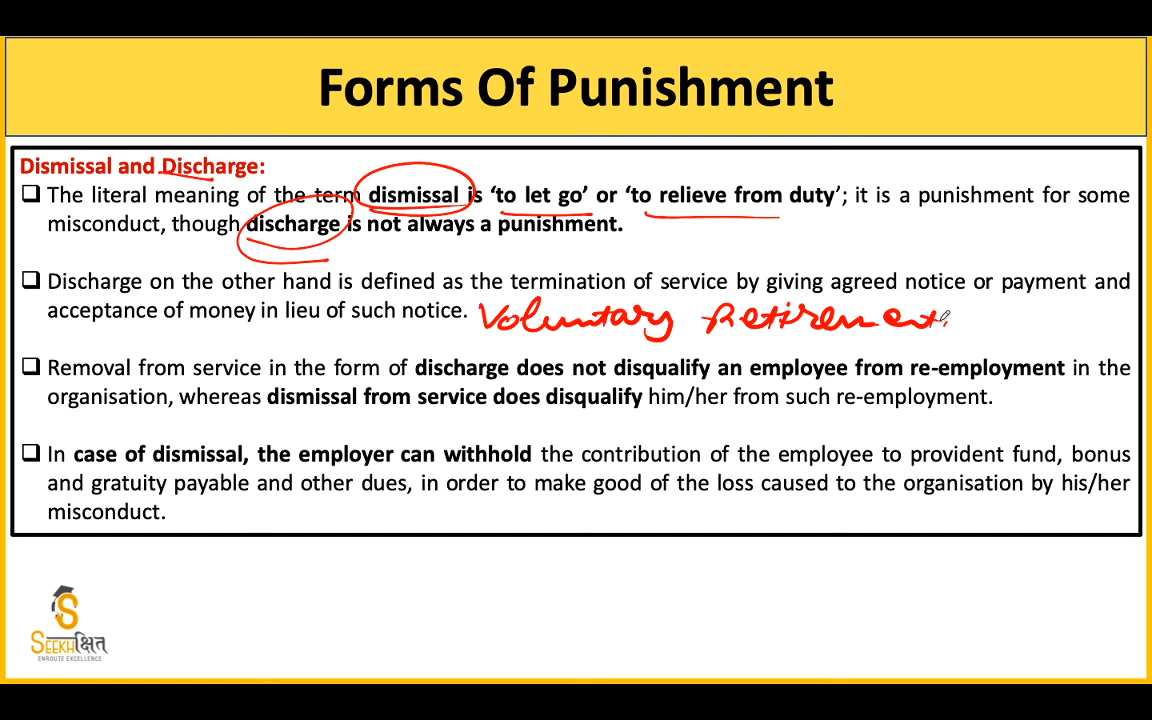 Forms Of Punishment
Dismissal and Discharge:
❑ The literal meaning of the term dismissal is ‘to let go’ or ‘to relieve from duty’; it is a punishment for some
misconduct, though discharge is not always a punishment.
❑ Discharge on the other hand is defined as the termination of service by giving agreed notice or payment and
acceptance of money in lieu of such notice. Voluntary Retirement
❑ Removal from service in the form of discharge does not disqualify an employee from re-employment in the
organisation, whereas dismissal from service does disqualify him/her from such re-employment.
❑ In case of dismissal, the employer can withhold the contribution of the employee to provident fund, bonus
and gratuity payable and other dues, in order to make good of the loss caused to the organisation by his/her
misconduct.
S
SEEKHक्षित
ENROUTE EXCELLENCE